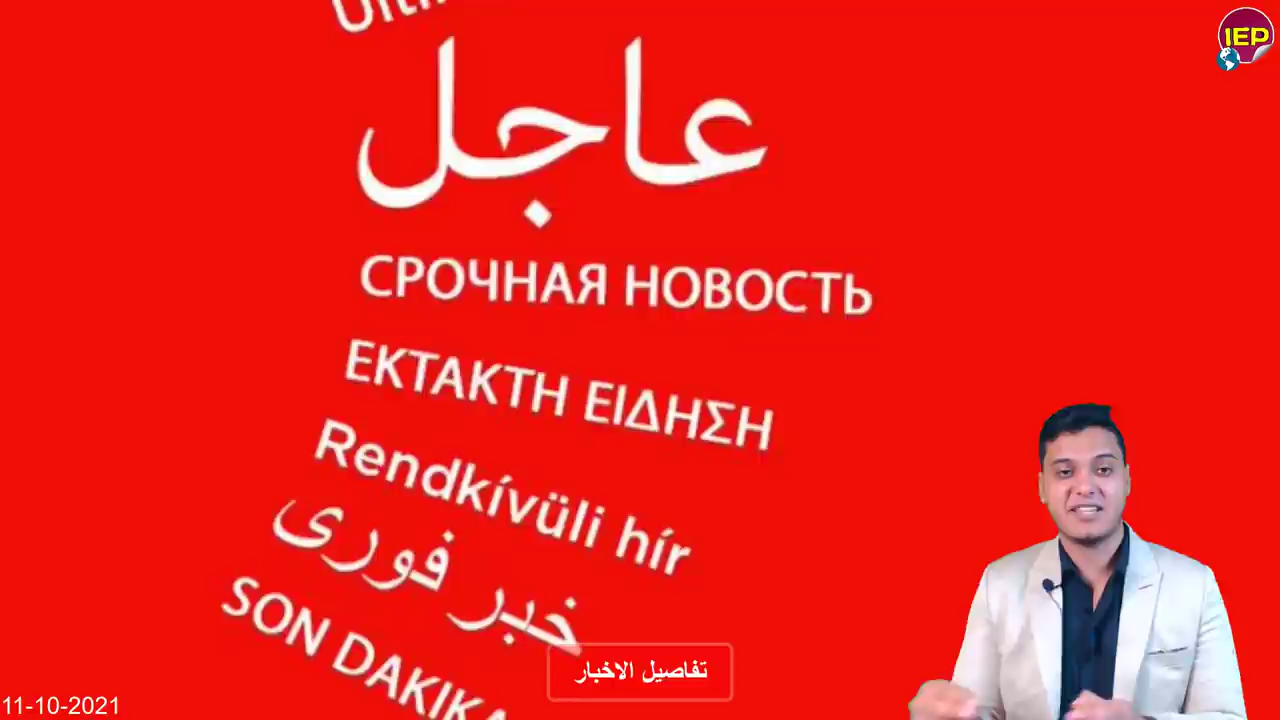 IEP
عاجل
СРОЧНАЯ НОВОСТЬ
ΕΚΤΑΚΤΗ ΕΙΔΗΣΗ
Rendkívüli hír
خبر فوری
SON DAKIKA
تفاصيل الاخبار
11-10-2021